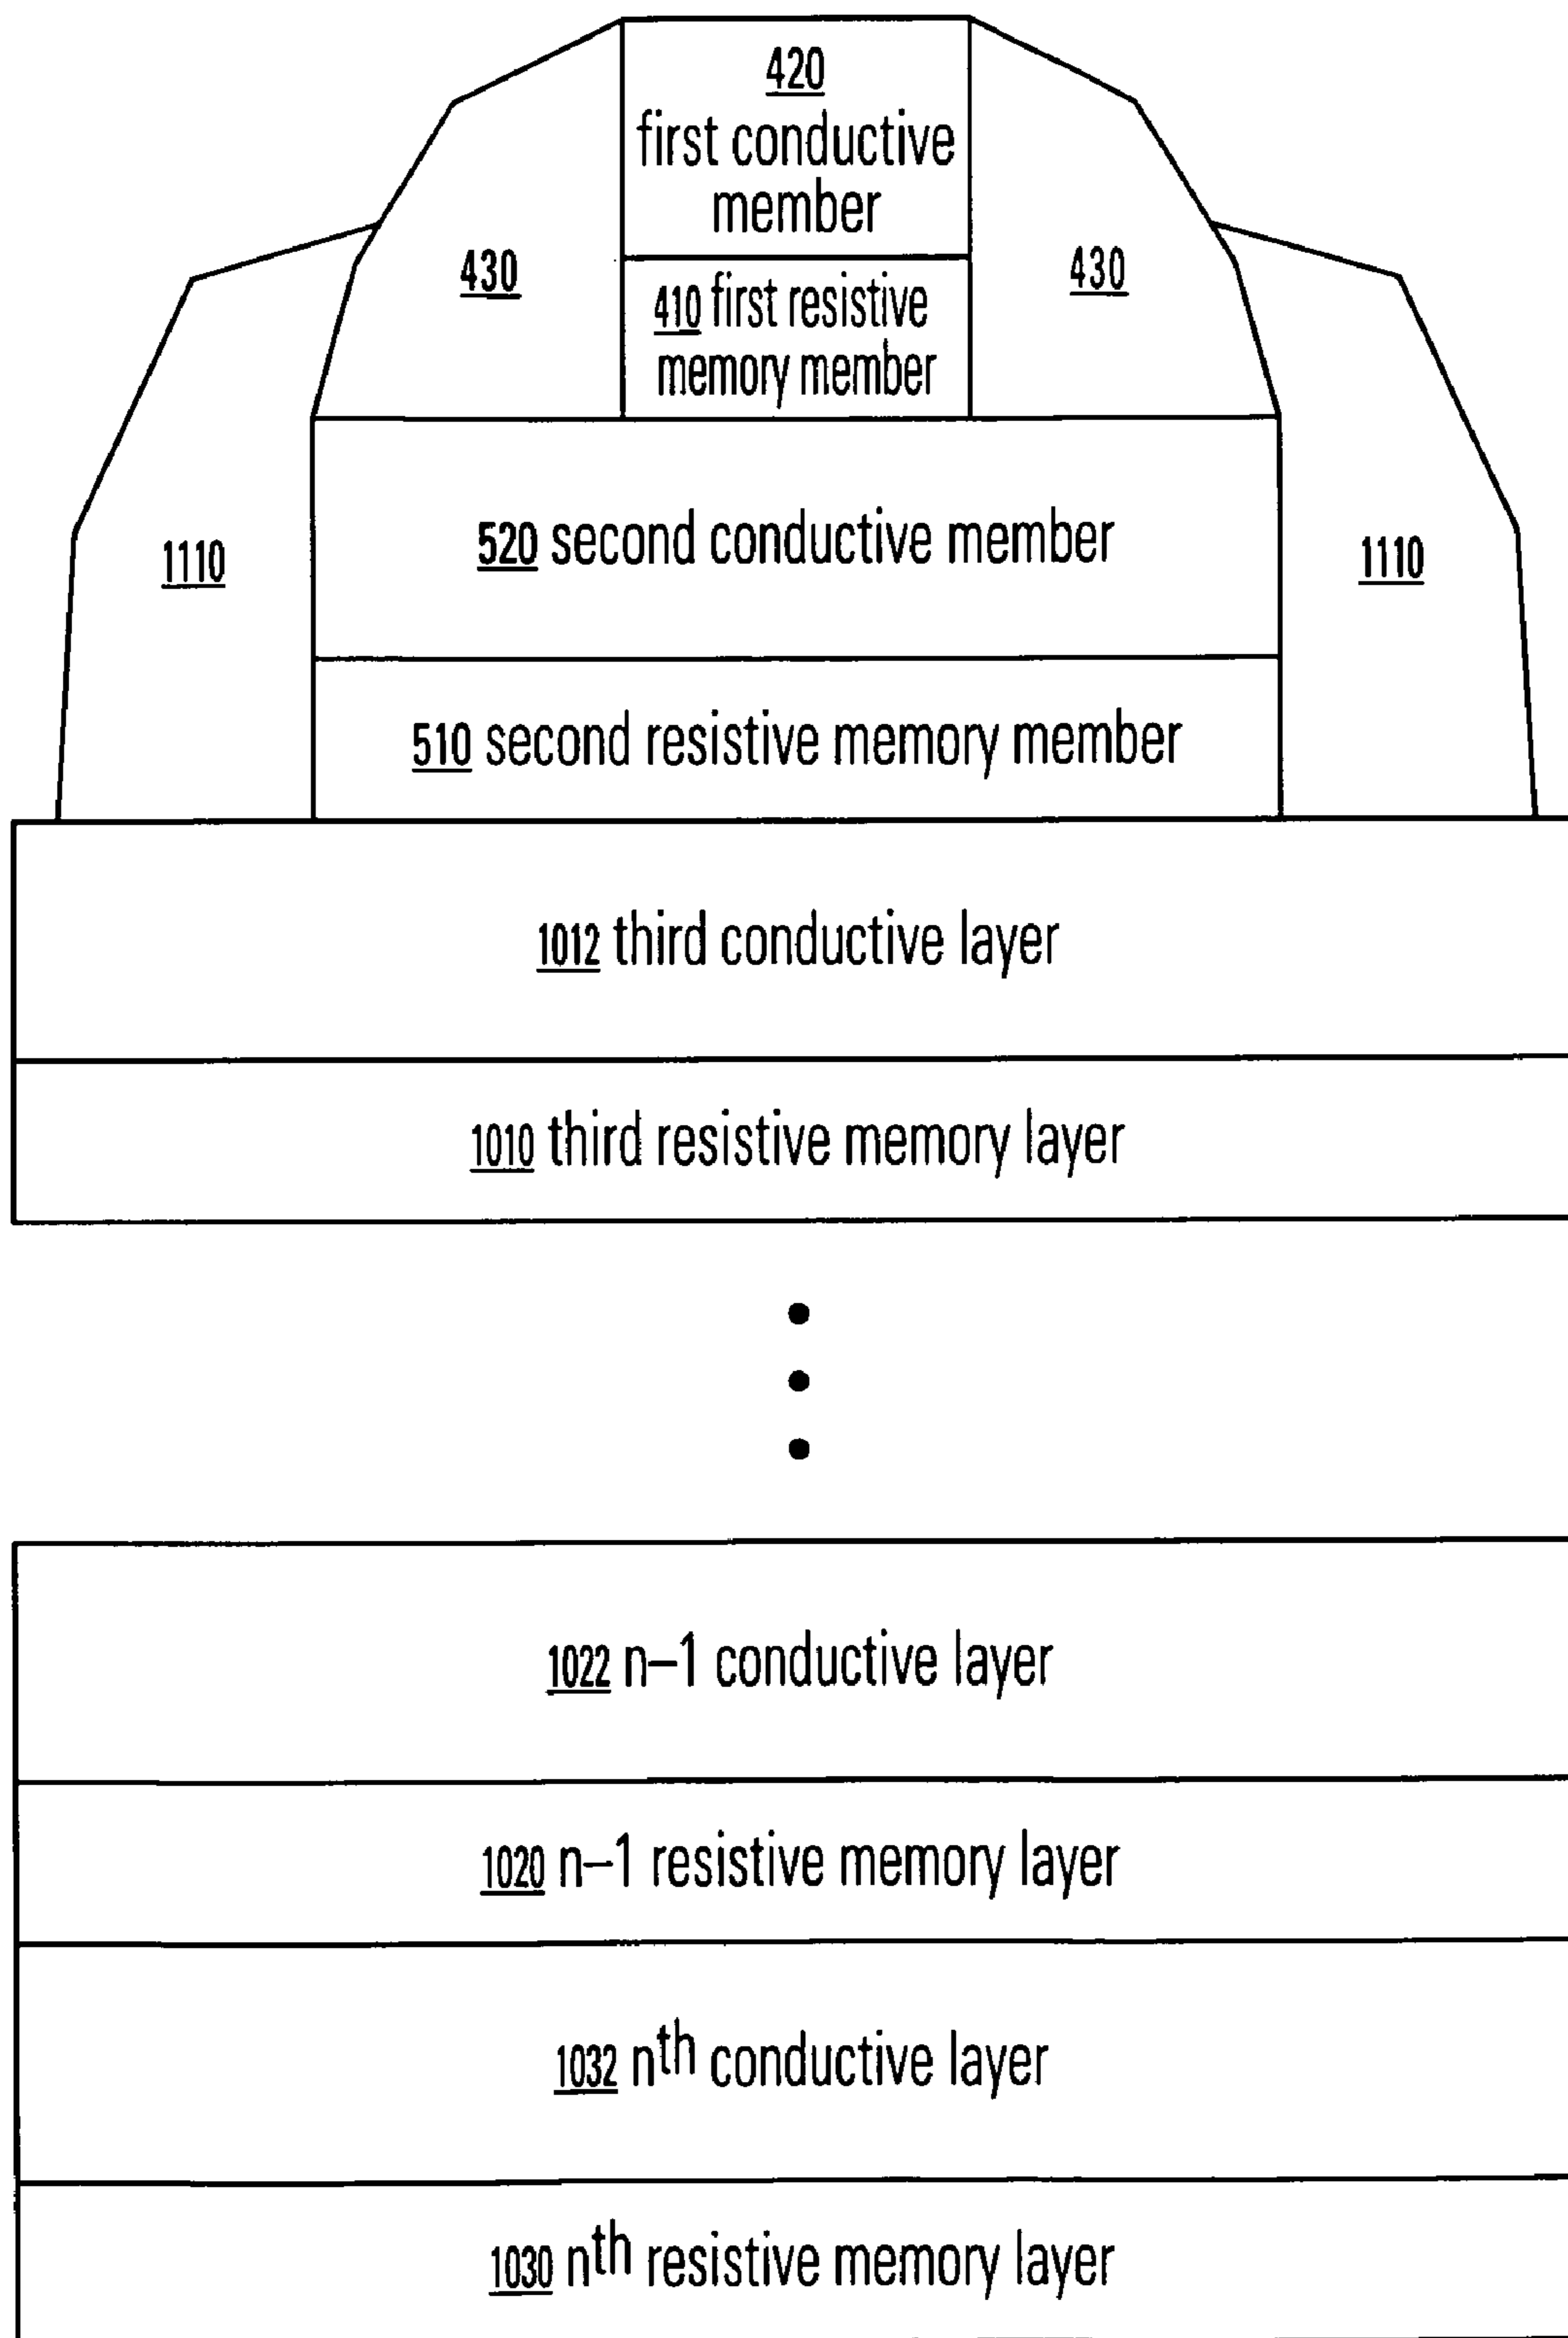 420
first conductive
member
430
410 first resistive
memory member
430
520 second conductive member
1110
1110
510 second resistive memory member
1012 third conductive layer
1010 third resistive memory layer
1022 n–1 conductive layer
1020 n–1 resistive memory layer
1032 nth conductive layer
1030 nth resistive memory layer